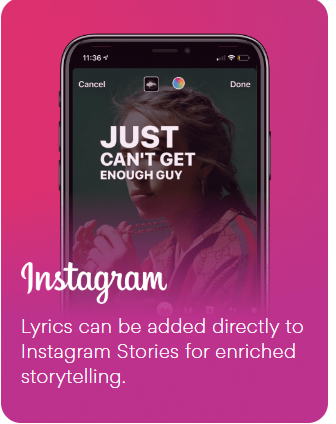 11:36
Cancel
Done
JUST
CAN'T GET
ENOUGH GUY
Instagram
Lyrics can be added directly to
Instagram Stories for enriched
storytelling.